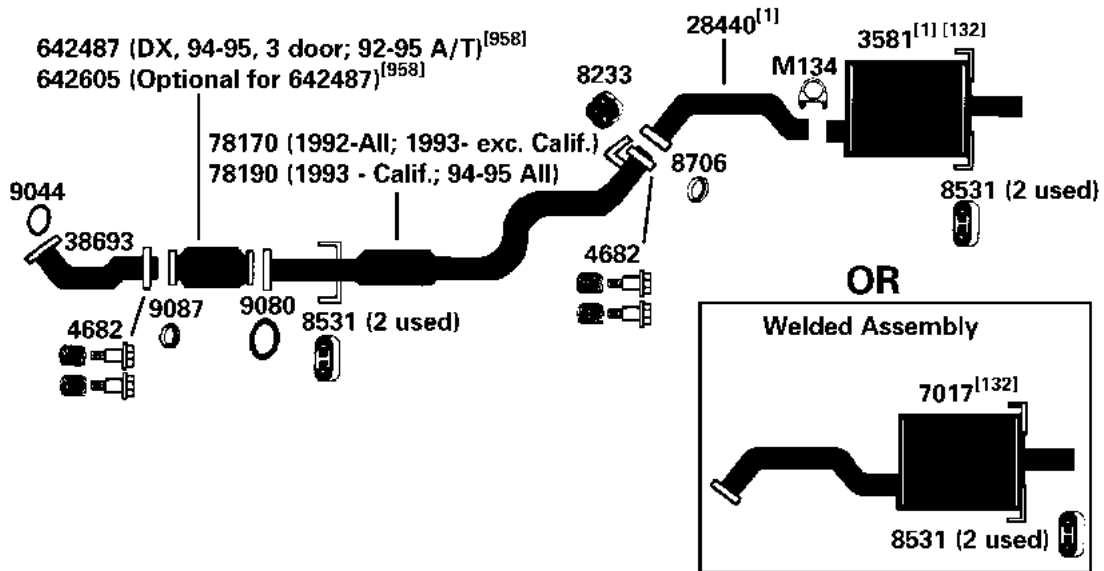 642487 (DX, 94-95, 3 door; 92-95 A/T)[958]
642605 (Optional for 642487)[958]
28440[1]
3581[1] [132]
M134
8233
78170 (1992-All; 1993- exc. Calif.)
78190 (1993 - Calif.; 94-95 All)
8706
9044
38693
8531 (2 used)
4682
9087
9080
4682
8531 (2 used)
OR
Welded Assembly
7017[132]
8531 (2 used)